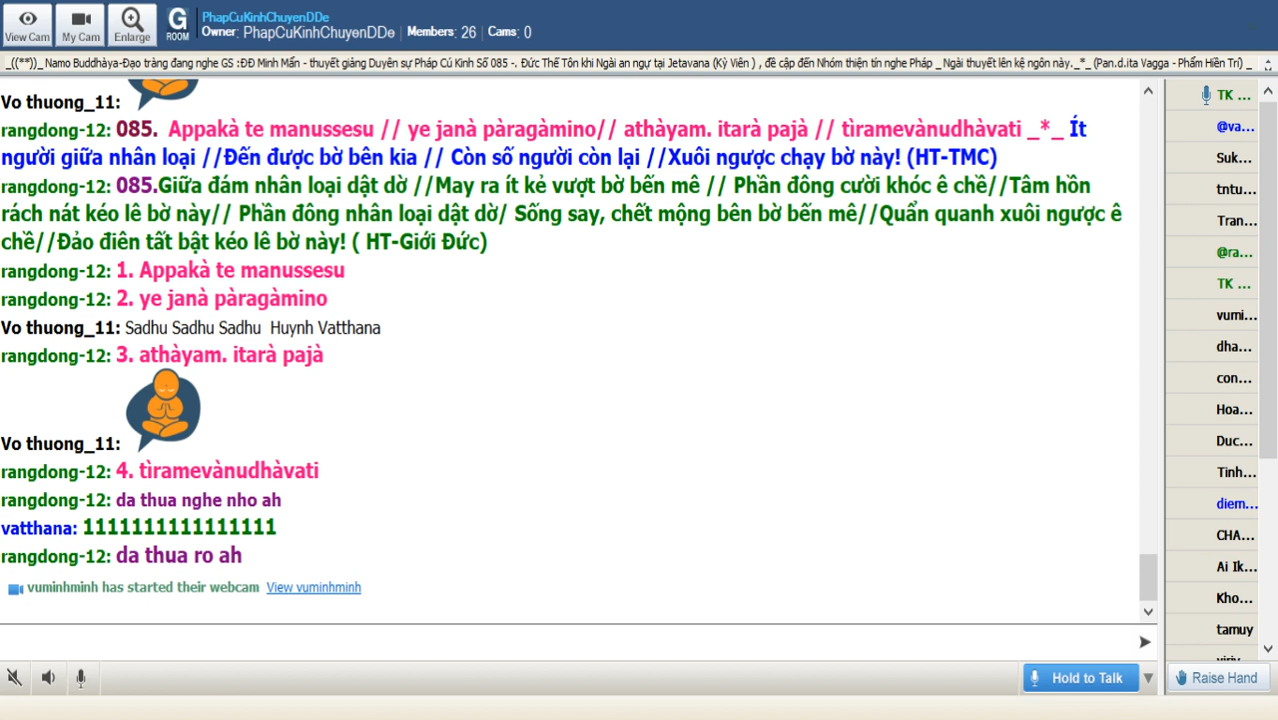 View Cam
My Cam
Enlarge
G
ROOM
PhapCuKinhChuyenDDe
Owner: PhapCuKinhChuyenDDe | Members: 26 | Cams: 0
_((**))_ Namo Buddhàya-Đạo tràng đang nghe GS :ĐĐ Minh Mẩn - thuyết giảng Duyên sự Pháp Cú Kinh Số 085 -. Đức Thế Tôn khi Ngài an ngự tại Jetavana (Kỳ Viên ) , đề cập đến Nhóm thiện tín nghe Pháp _ Ngài thuyết lên kệ ngôn này._*_ (Pan.d.ita Vagga - Phẩm Hiền Trí) _
Vo thuong_11:
rangdong-12: 085. Appakà te manussesu // ye janà pàragàmino// athàyam. itarà pajà // tìramevànudhàvati _*_ Ít
người giữa nhân loại //Đến được bờ bên kia // Còn số người còn lại //Xuôi ngược chạy bờ này! (HT-TMC)
rangdong-12: 085.Giữa đám nhân loại dật dờ //May ra ít kẻ vượt bờ bến mê // Phần đông cười khóc ê chề//Tâm hồn
rách nát kéo lê bờ này// Phần đông nhân loại dật dờ/ Sống say, chết mộng bên bờ bến mê//Quẩn quanh xuôi ngược ê
chề//Đảo điên tất bật kéo lê bờ này! ( HT-Giới Đức)
rangdong-12: 1. Appakà te manussesu
rangdong-12: 2. ye janà pàragàmino
Vo thuong_11: Sadhu Sadhu Sadhu  Huynh Vatthana
rangdong-12: 3. athàyam. itarà pajà
Vo thuong_11:
rangdong-12: 4. tìramevànudhàvati
rangdong-12: da thua nghe nho ah
vatthana: 1111111111111111
rangdong-12: da thua ro ah
vuminhminh has started their webcam View vuminhminh
Hold to Talk
TK ...
@va...
Suk...
tntu...
Tran...
@ra...
TK ...
vumi...
dha...
con...
Hoa...
Duc...
Tinh...
diem...
CHA...
Ai Ik...
Kho...
tamuy
Raise Hand